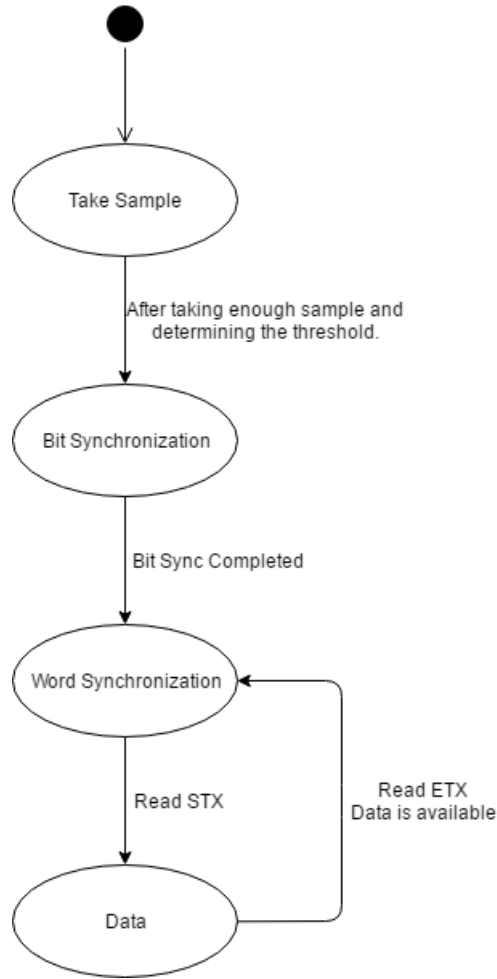 Take Sample
After taking enough sample and
determining the threshold.
Bit Synchronization
Bit Sync Completed
Word Synchronization
Read STX
Read ETX
Data is available
Data